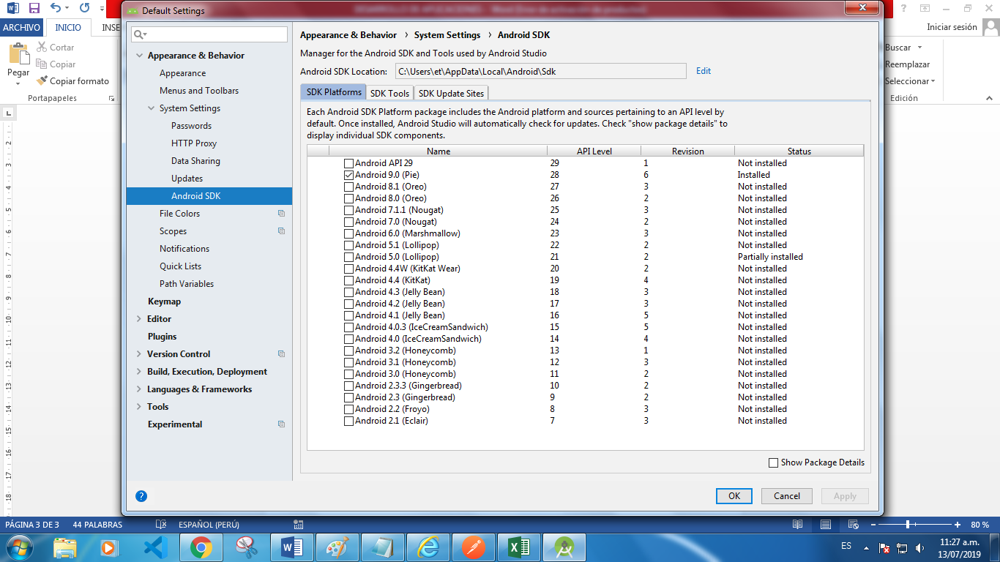 Default Settings
ARCHIVO
INICIO
INSE
Iniciar sesión
Pegar
Cortar
Copiar
Copiar formato
Portapapeles
Buscar
Reemplazar
Seleccionar
Edición
Appearance & Behavior
Appearance
Menus and Toolbars
System Settings
Passwords
HTTP Proxy
Data Sharing
Updates
Android SDK
File Colors
Scopes
Notifications
Quick Lists
Path Variables
Keymap
Editor
Plugins
Version Control
Build, Execution, Deployment
Languages & Frameworks
Tools
Experimental
Appearance & Behavior › System Settings › Android SDK
Manager for the Android SDK and Tools used by Android Studio
Android SDK Location: C:\Users\et\AppData\Local\Android\Sdk Edit
SDK Platforms SDK Tools SDK Update Sites
Each Android SDK Platform package includes the Android platform and sources pertaining to an API level by
default. Once installed, Android Studio will automatically check for updates. Check "show package details" to
display individual SDK components.
Name API Level Revision Status
Android API 29 29 1 Not installed
Android 9.0 (Pie) 28 6 Installed
Android 8.1 (Oreo) 27 3 Not installed
Android 8.0 (Oreo) 26 2 Not installed
Android 7.1.1 (Nougat) 25 3 Not installed
Android 7.0 (Nougat) 24 2 Not installed
Android 6.0 (Marshmallow) 23 3 Not installed
Android 5.1 (Lollipop) 22 2 Not installed
Android 5.0 (Lollipop) 21 2 Partially installed
Android 4.4W (KitKat Wear) 20 2 Not installed
Android 4.4 (KitKat) 19 4 Not installed
Android 4.3 (Jelly Bean) 18 3 Not installed
Android 4.2 (Jelly Bean) 17 3 Not installed
Android 4.1 (Jelly Bean) 16 5 Not installed
Android 4.0.3 (IceCreamSandwich) 15 5 Not installed
Android 4.0 (IceCreamSandwich) 14 4 Not installed
Android 3.2 (Honeycomb) 13 1 Not installed
Android 3.1 (Honeycomb) 12 3 Not installed
Android 3.0 (Honeycomb) 11 2 Not installed
Android 2.3.3 (Gingerbread) 10 2 Not installed
Android 2.3 (Gingerbread) 9 2 Not installed
Android 2.2 (Froyo) 8 3 Not installed
Android 2.1 (Eclair) 7 3 Not installed
Show Package Details
? OK Cancel Apply
2
3
4
5
6
7
8
9
10
11
12
13
14
15
16
17
18
PÁGINA 3 DE 3 44 PALABRAS ESPAÑOL (PERÚ) 80 %
ES
11:27 a.m.
13/07/2019